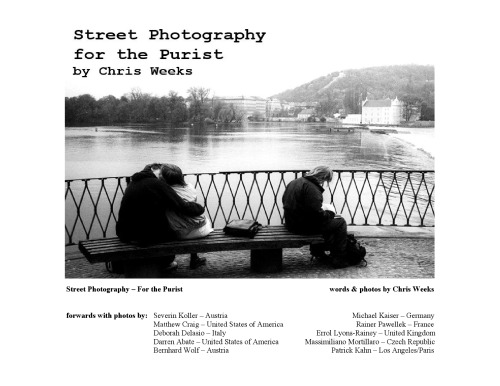 Street Photography
for the Purist
by Chris Weeks
Street Photography – For the Purist
words & photos by Chris Weeks
forwards with photos by:
Severin Koller – Austria
Matthew Craig – United States of America
Deborah Delasio – Italy
Darren Abate – United States of America
Bernhard Wolf – Austria
Michael Kaiser – Germany
Rainer Pawellek – France
Errol Lyons-Rainey – United Kingdom
Massimiliano Mortillaro – Czech Republic
Patrick Kahn – Los Angeles/Paris